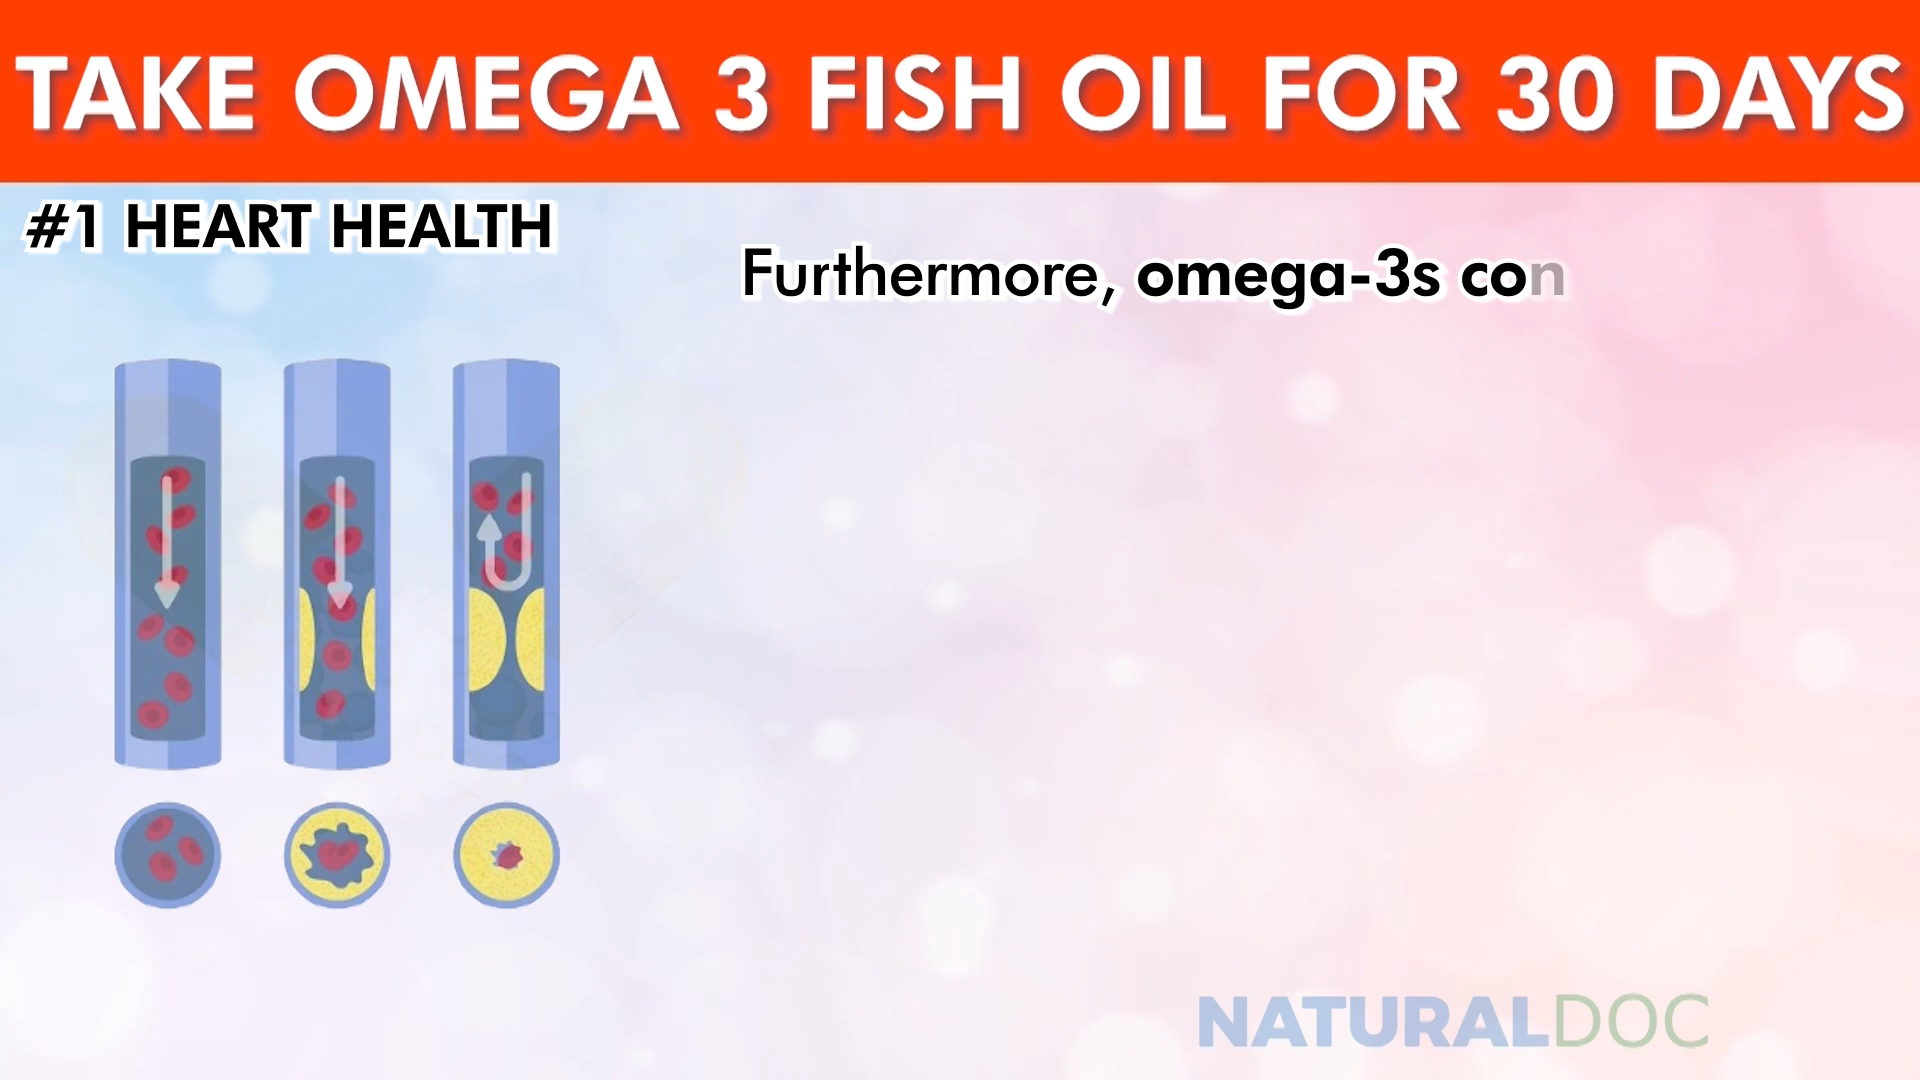 TAKE OMEGA 3 FISH OIL FOR 30 DAYS
#1 HEART HEALTH
Furthermore, omega-3s con
NATURALDOC